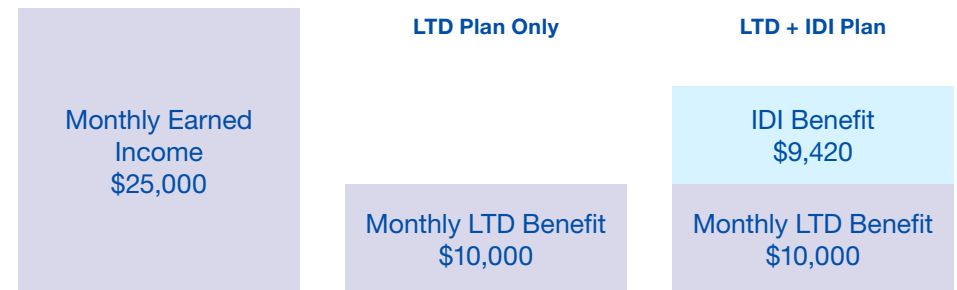 LTD Plan Only
LTD + IDI Plan
Monthly Earned
Income
$25,000
Monthly LTD Benefit
$10,000
IDI Benefit
$9,420
Monthly LTD Benefit
$10,000